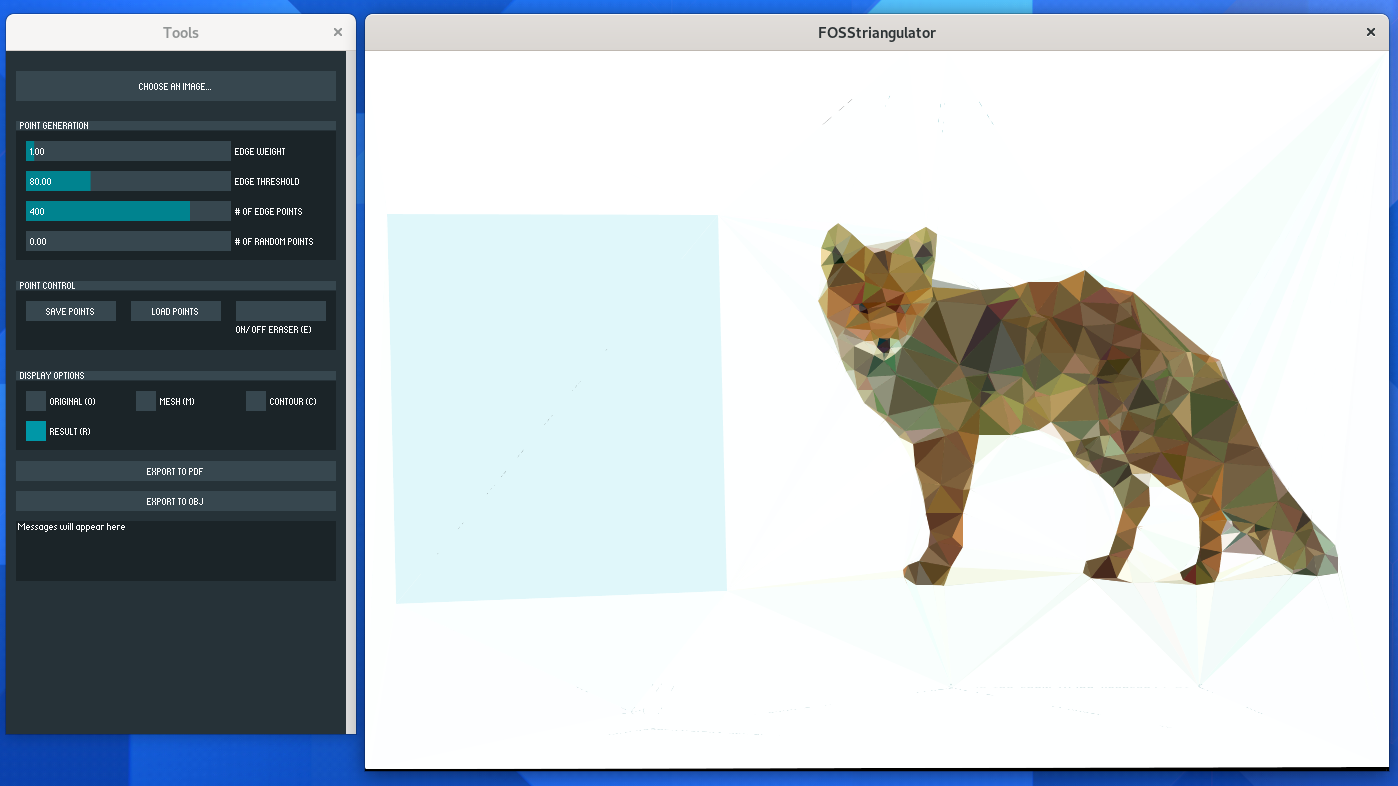 Tools
FOSStriangulator
CHOOSE AN IMAGE...
POINT GENERATION
1.00 EDGE WEIGHT
80.00 EDGE THRESHOLD
400 # OF EDGE POINTS
0.00 # OF RANDOM POINTS
POINT CONTROL
SAVE POINTS LOAD POINTS
ON/ OFF ERASER (E)
DISPLAY OPTIONS
ORIGINAL (O) MESH (M) CONTOUR (C)
RESULT (R)
EXPORT TO PDF
EXPORT TO OBJ
Messages will appear here